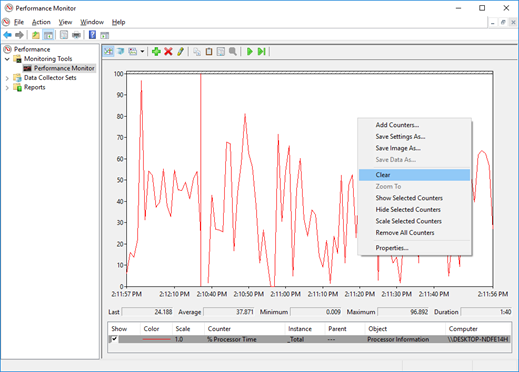 Performance Monitor
File Action View Window Help
Performance
Monitoring Tools
Performance Monitor
Data Collector Sets
Reports
100
90
80
70
60
50
40
30
20
10
0
Add Counters...
Save Settings As...
Save Image As...
Save Data As...
Clear
Zoom To
Show Selected Counters
Hide Selected Counters
Scale Selected Counters
Remove All Counters
Properties...
2:11:57 PM 2:12:10 PM 2:10:40 PM 2:10:50 PM 2:11:00 PM 2:11:10 PM 2:11:20 PM 2:11:30 PM 2:11:40 PM 2:11:56 PM
Last 24.188 Average 37.871 Minimum 0.009 Maximum 96.892 Duration 1:40
Show Color Scale Counter Instance Parent Object Computer
1.0 % Processor Time _Total --- Processor Information \\DESKTOP-NDFE14H